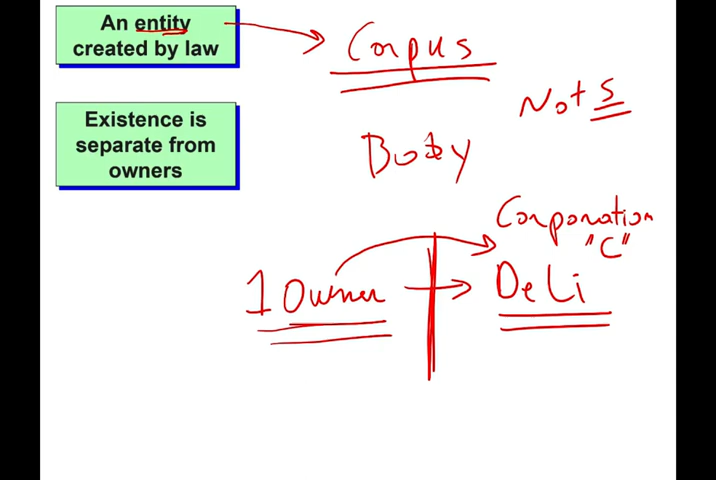 An entity
created by law
Corpus
Not S
Existence is
separate from
owners
Body
Corporation
"C"
1 Owner
DeLi